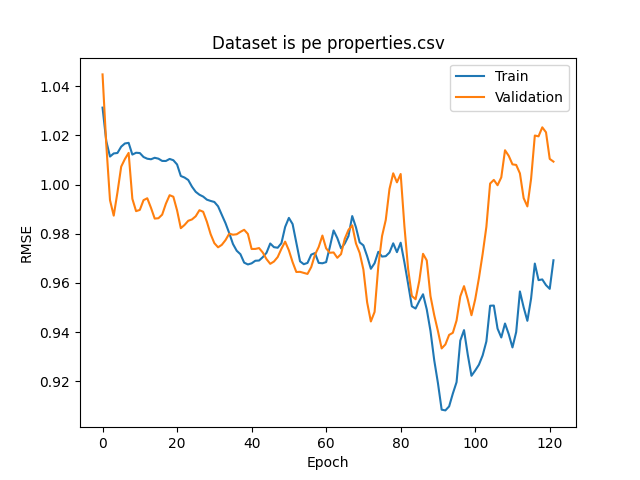 Dataset is pe properties.csv
Train
Validation
RMSE
1.04
1.02
1.00
0.98
0.96
0.94
0.92
0 20 40 60 80 100 120
Epoch